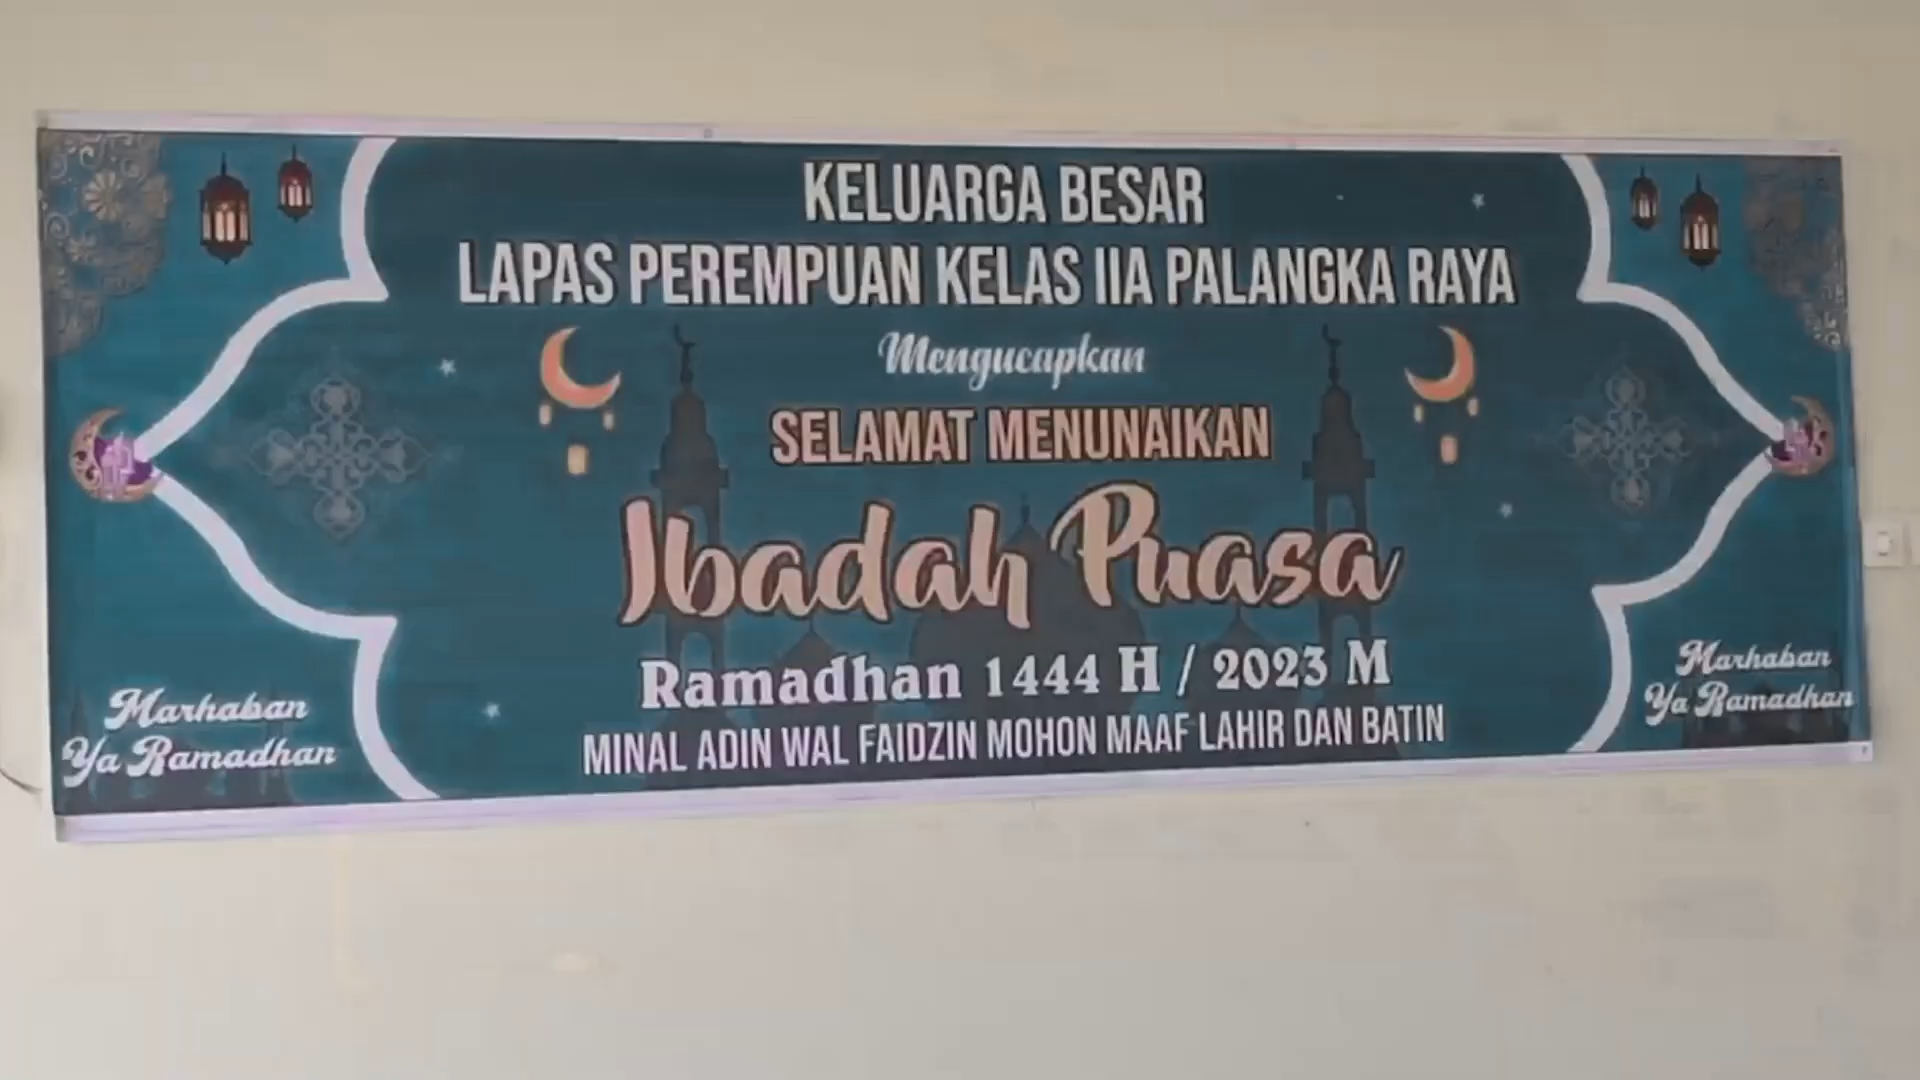 KELUARGA BESAR
LAPAS PEREMPUAN KELAS IIA PALANGKA RAYA
Mengucapkan
SELAMAT MENUNAIKAN
Ibadah Puasa
Ramadhan 1444 H / 2023 M
MINAL ADIN WAL FAIDZIN MOHON MAAF LAHIR DAN BATIN
Marhaban
Ya Ramadhan
Marhaban
Ya Ramadhan